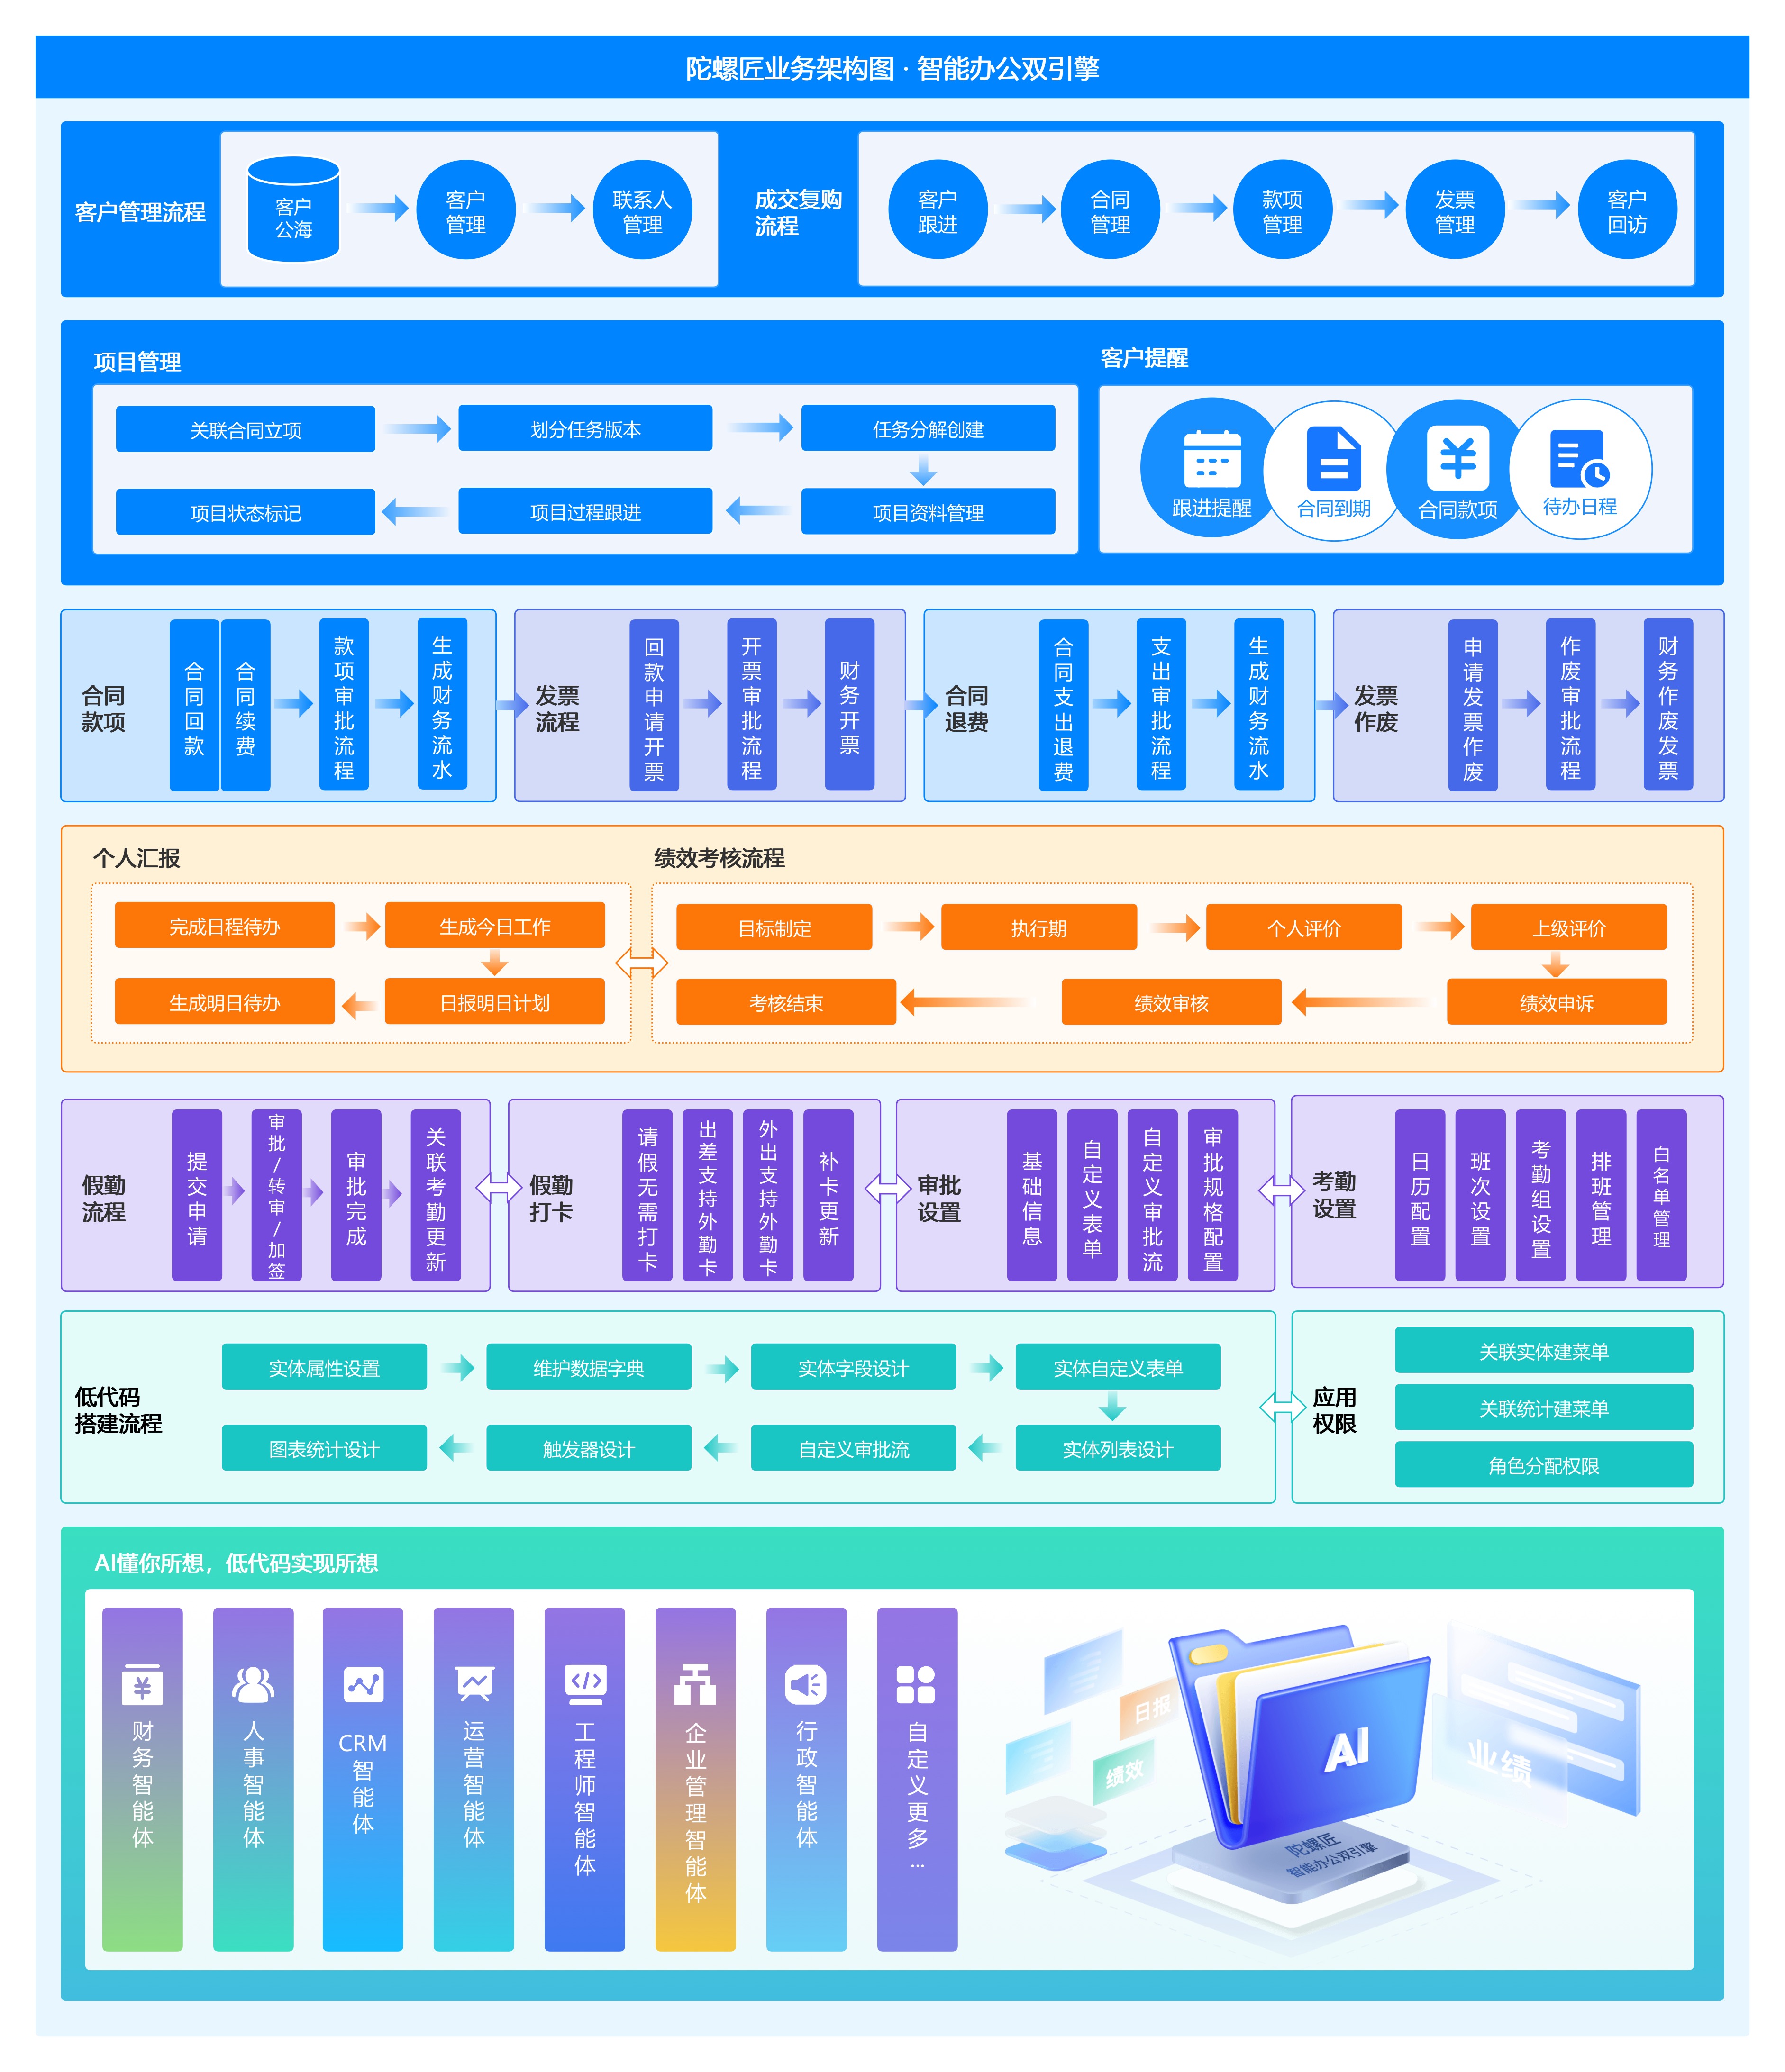 陀螺匠业务架构图 · 智能办公双引擎
客户管理流程
客户
公海
客户
管理
联系人
管理
成交复购
流程
客户
跟进
合同
管理
款项
管理
发票
管理
客户
回访
项目管理
关联合同立项
划分任务版本
任务分解创建
项目状态标记
项目过程跟进
项目资料管理
客户提醒
跟进提醒
合同到期
合同款项
待办日程
合同
款项
合同回款
合同续费
款项审批流程
生成财务流水
发票
流程
回款申请开票
开票审批流程
财务开票
合同
退费
合同支出退费
支出审批流程
生成财务流水
发票
作废
申请发票作废
作废审批流程
财务作废发票
个人汇报
完成日程待办
生成今日工作
生成明日待办
日报明日计划
绩效考核流程
目标制定
执行期
个人评价
上级评价
考核结束
绩效审核
绩效申诉
假勤
流程
提交申请
审批/转审/加签
审批完成
关联考勤更新
假勤
打卡
请假无需打卡
出差支持外勤卡
外出支持外勤卡
补卡更新
审批
设置
基础信息
自定义表单
自定义审批流
审批规格配置
考勤
设置
日历配置
班次设置
考勤组设置
排班管理
白名单管理
低代码
搭建流程
实体属性设置
维护数据字典
实体字段设计
实体自定义表单
图表统计设计
触发器设计
自定义审批流
实体列表设计
应用
权限
关联实体建菜单
关联统计建菜单
角色分配权限
AI懂你所想，低代码实现所想
财务智能体
人事智能体
CRM
智能体
运营智能体
工程师智能体
企业管理智能体
行政智能体
自定义更多...
日报
绩效
AI
业绩
陀螺匠
智能办公双引擎